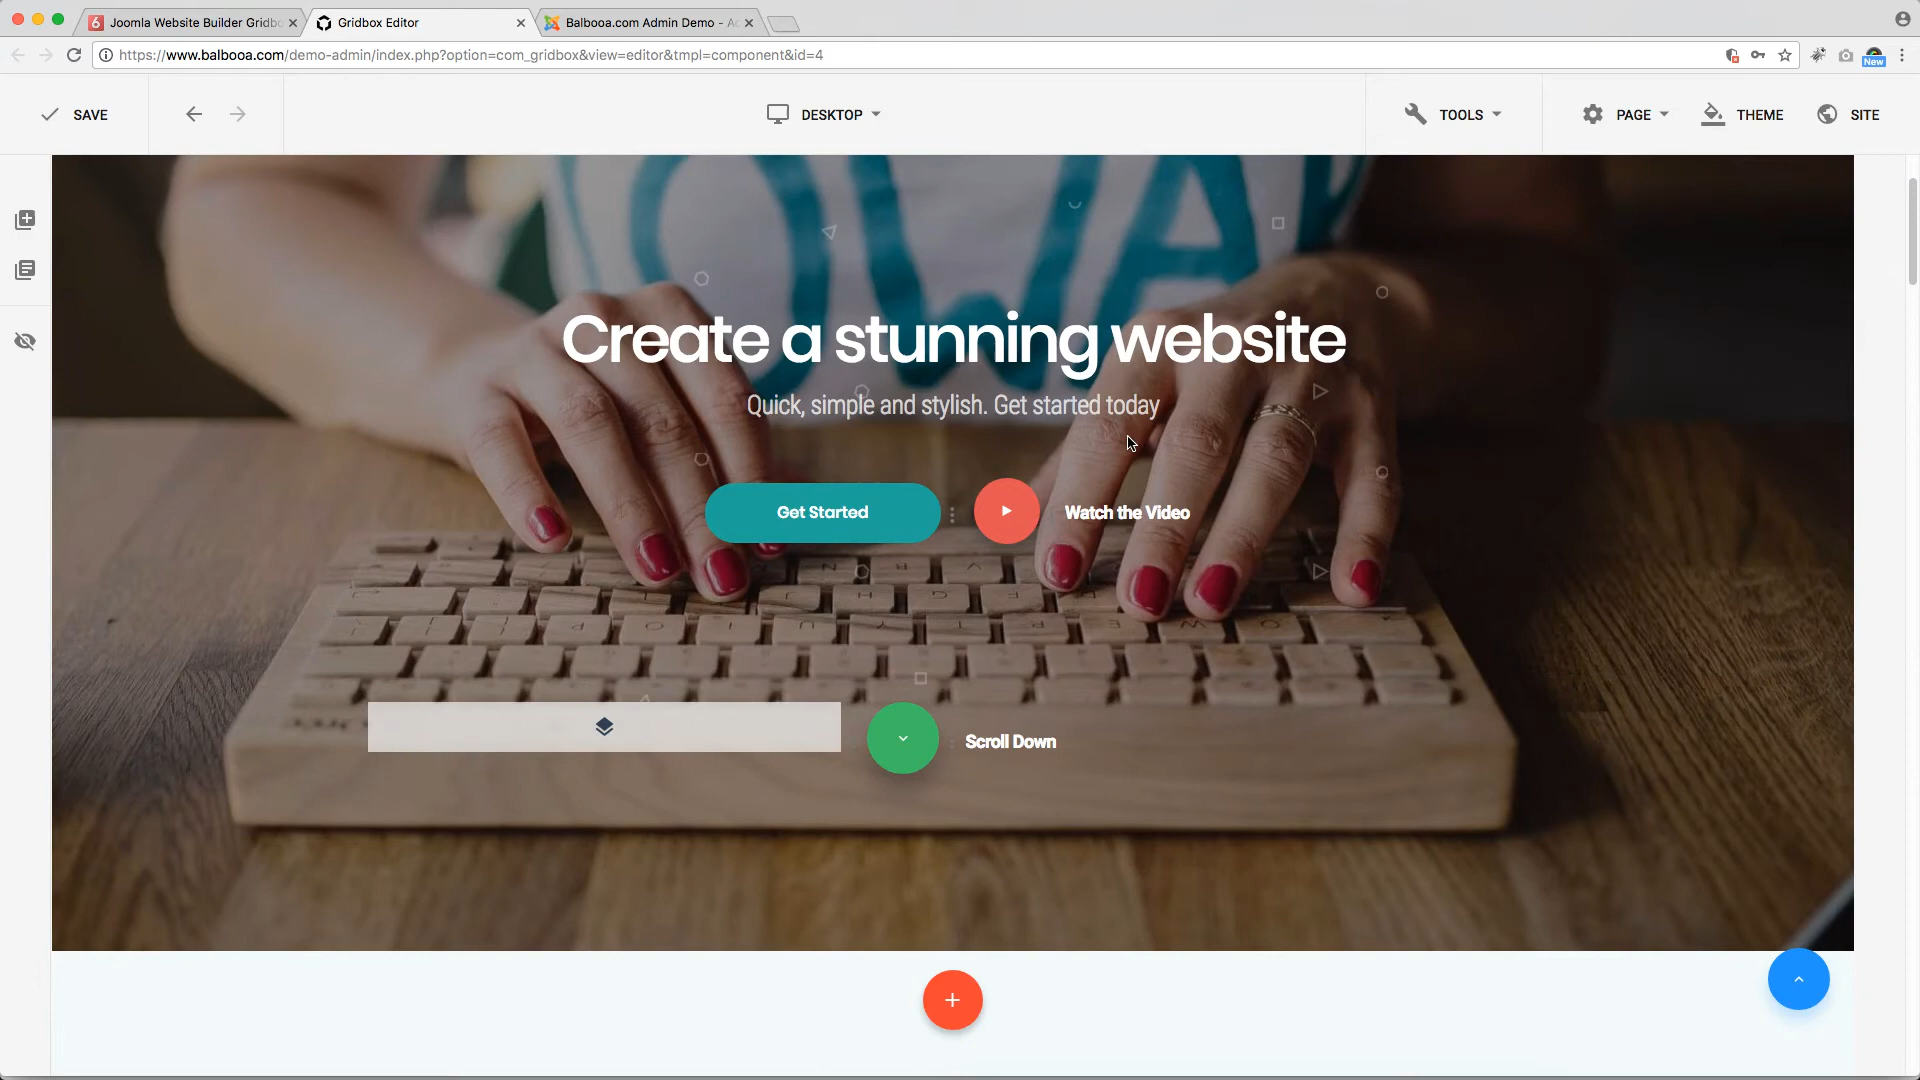 Joomla Website Builder Gridbo
Gridbox Editor
Balbooa.com Admin Demo - Ac
https://www.balbooa.com/demo-admin/index.php?option=com_gridbox&view=editor&tmpl=component&id=4
New
SAVE
DESKTOP
TOOLS
PAGE
THEME
SITE
Create a stunning website
Quick, simple and stylish. Get started today
Get Started
Watch the Video
Scroll Down